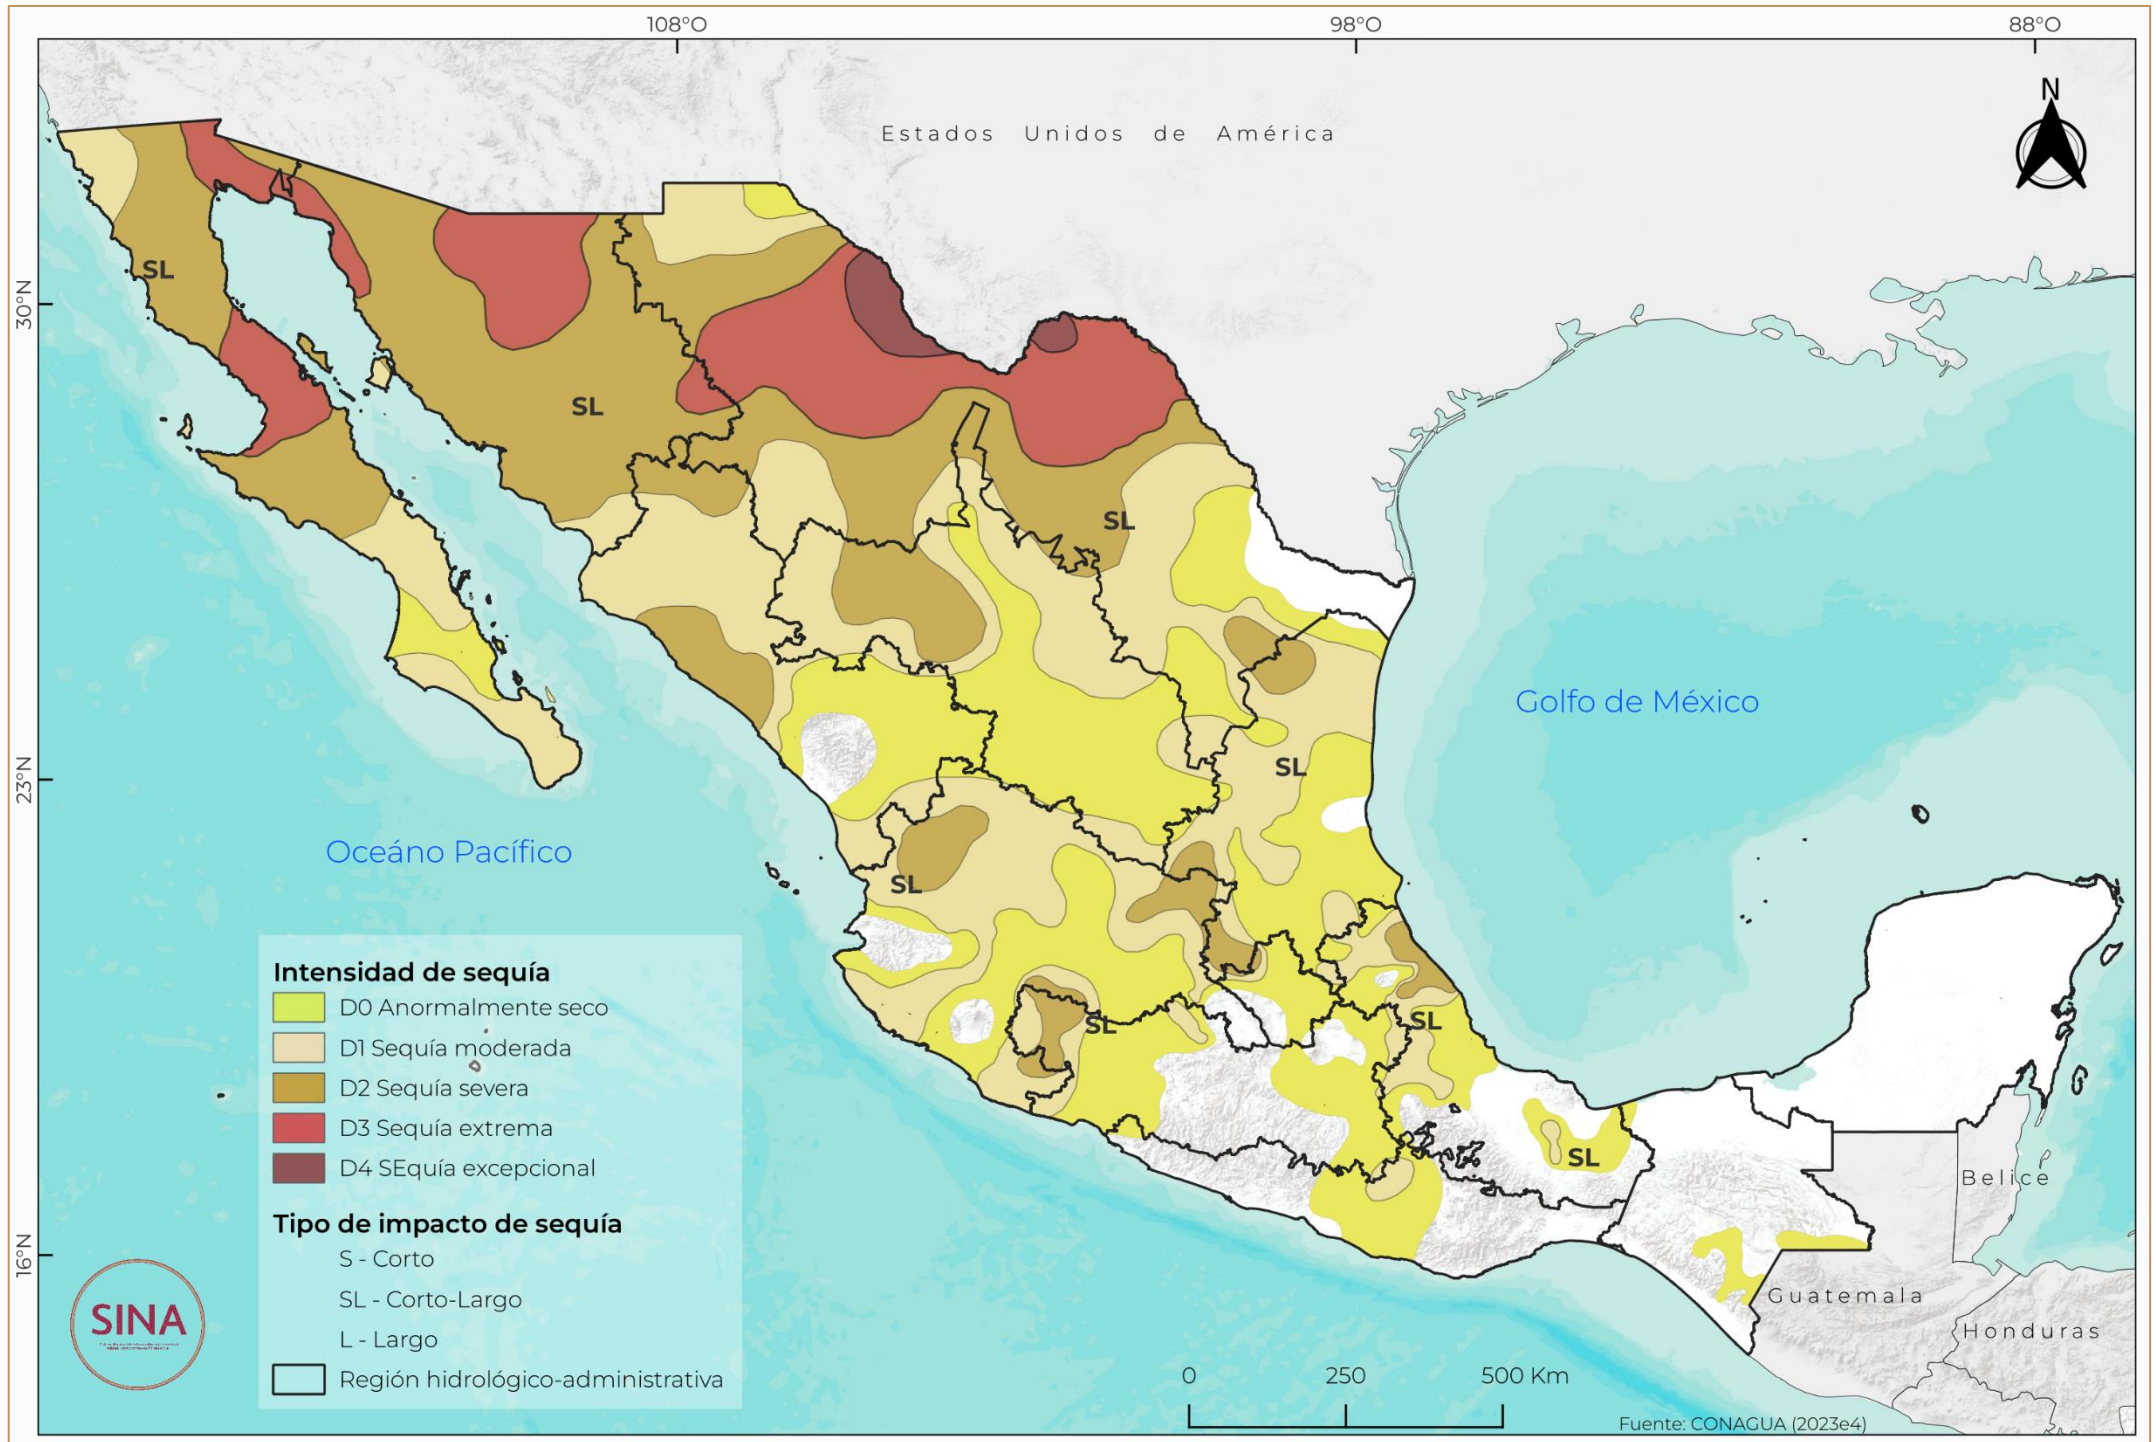 108°O
98°O
88°O
N
Estados Unidos de América
30°N
SL
SL
SL
Golfo de México
23°N
SL
Oceáno Pacífico
SL
Intensidad de sequía
D0 Anormalmente seco
D1 Sequía moderada
D2 Sequía severa
D3 Sequía extrema
D4 SEquía excepcional
Tipo de impacto de sequía
S - Corto
SL - Corto-Largo
L - Largo
Región hidrológico-administrativa
SL
SL
SL
Belice
16°N
Guatemala
Honduras
SINA
0 250 500 Km
Fuente: CONAGUA (2023e4)